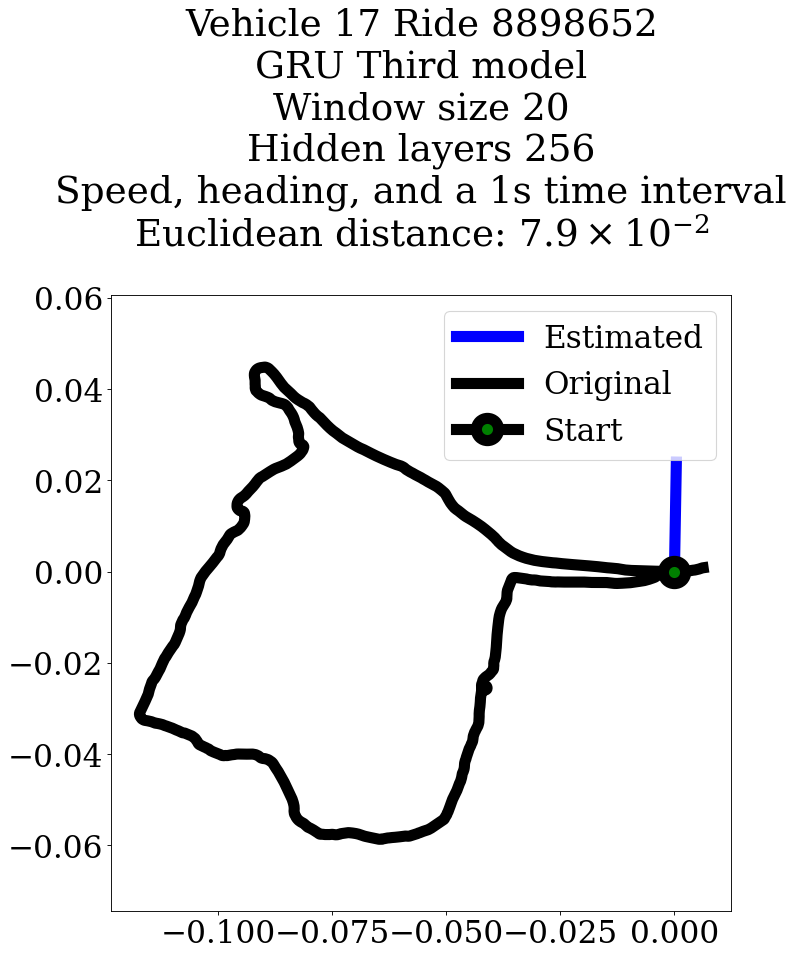 Vehicle 17 Ride 8898652
GRU Third model
Window size 20
Hidden layers 256
Speed, heading, and a 1s time interval
Euclidean distance: 7.9 × 10⁻²
0.06
Estimated
0.04
Original
Start
0.02
0.00
−0.02
−0.04
−0.06
−0.100 −0.075 −0.050 −0.025 0.000